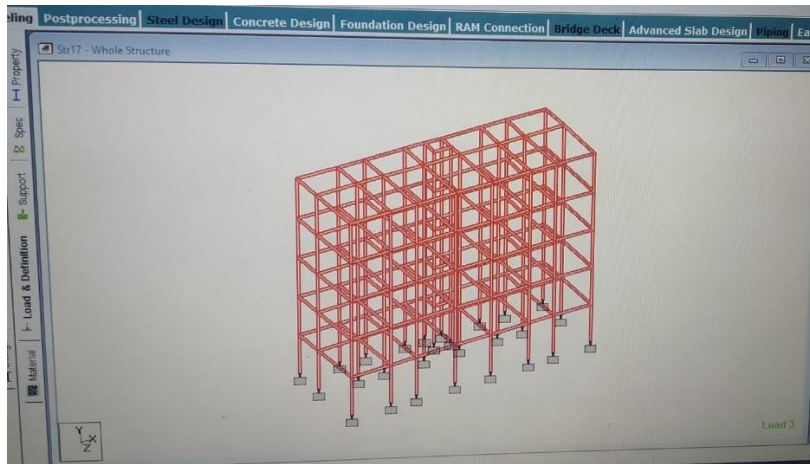 eling Postprocessing Steel Design Concrete Design Foundation Design RAM Connection Bridge Deck Advanced Slab Design Piping Ea
Str17 - Whole Structure
Property
Spec
Support
Load & Definition
Material
Y
X
Z
Load 3